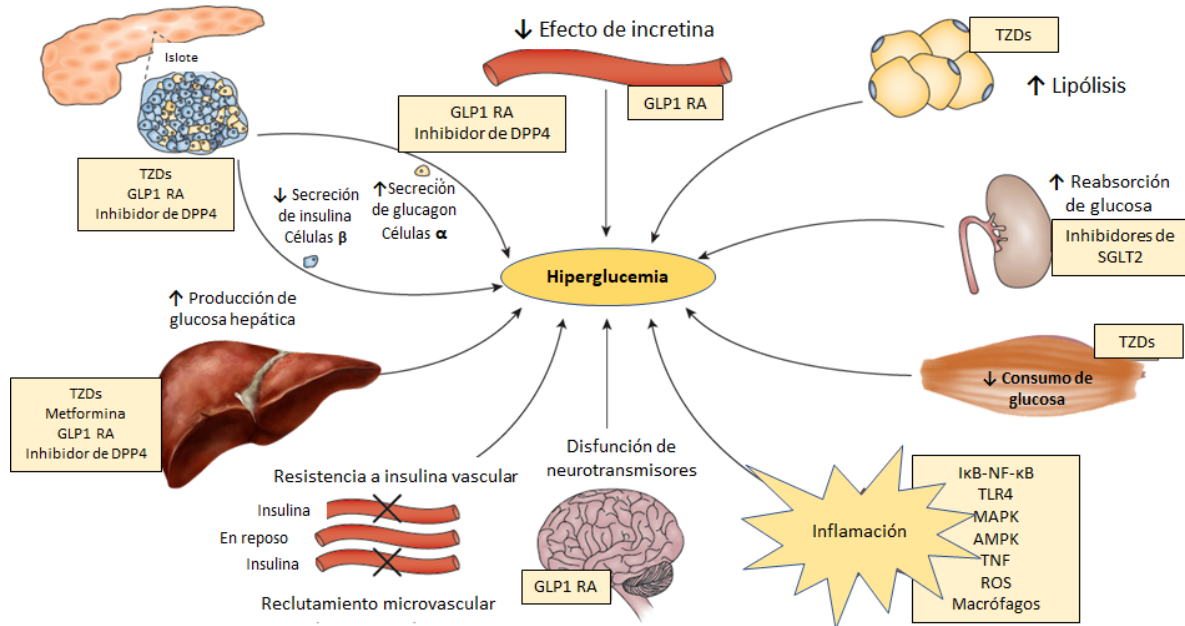 Islote
TZDs
GLP1 RA
Inhibidor de DPP4
↓ Efecto de incretina
GLP1 RA
Inhibidor de DPP4
GLP1 RA
TZDs
↑ Lipólisis
↓ Secreción
de insulina
Células β
↑Secreción
de glucagon
Células α
↑ Reabsorción
de glucosa
Inhibidores de
SGLT2
Hiperglucemia
↑ Producción de
glucosa hepática
TZDs
Metformina
GLP1 RA
Inhibidor de DPP4
TZDs
↓ Consumo de
glucosa
Resistencia a insulina vascular
Insulina
En reposo
Insulina
Reclutamiento microvascular
Disfunción de
neurotransmisores
GLP1 RA
Inflamación
IκB-NF-κB
TLR4
MAPK
AMPK
TNF
ROS
Macrófagos